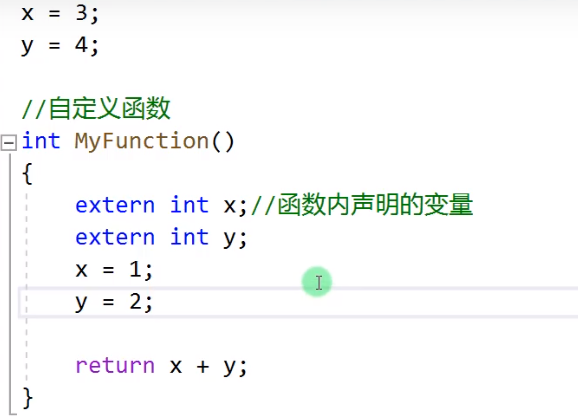 x = 3;
y = 4;
//自定义函数
int MyFunction()
{
extern int x;//函数内声明的变量
extern int y;
x = 1;
y = 2;
return x + y;
}